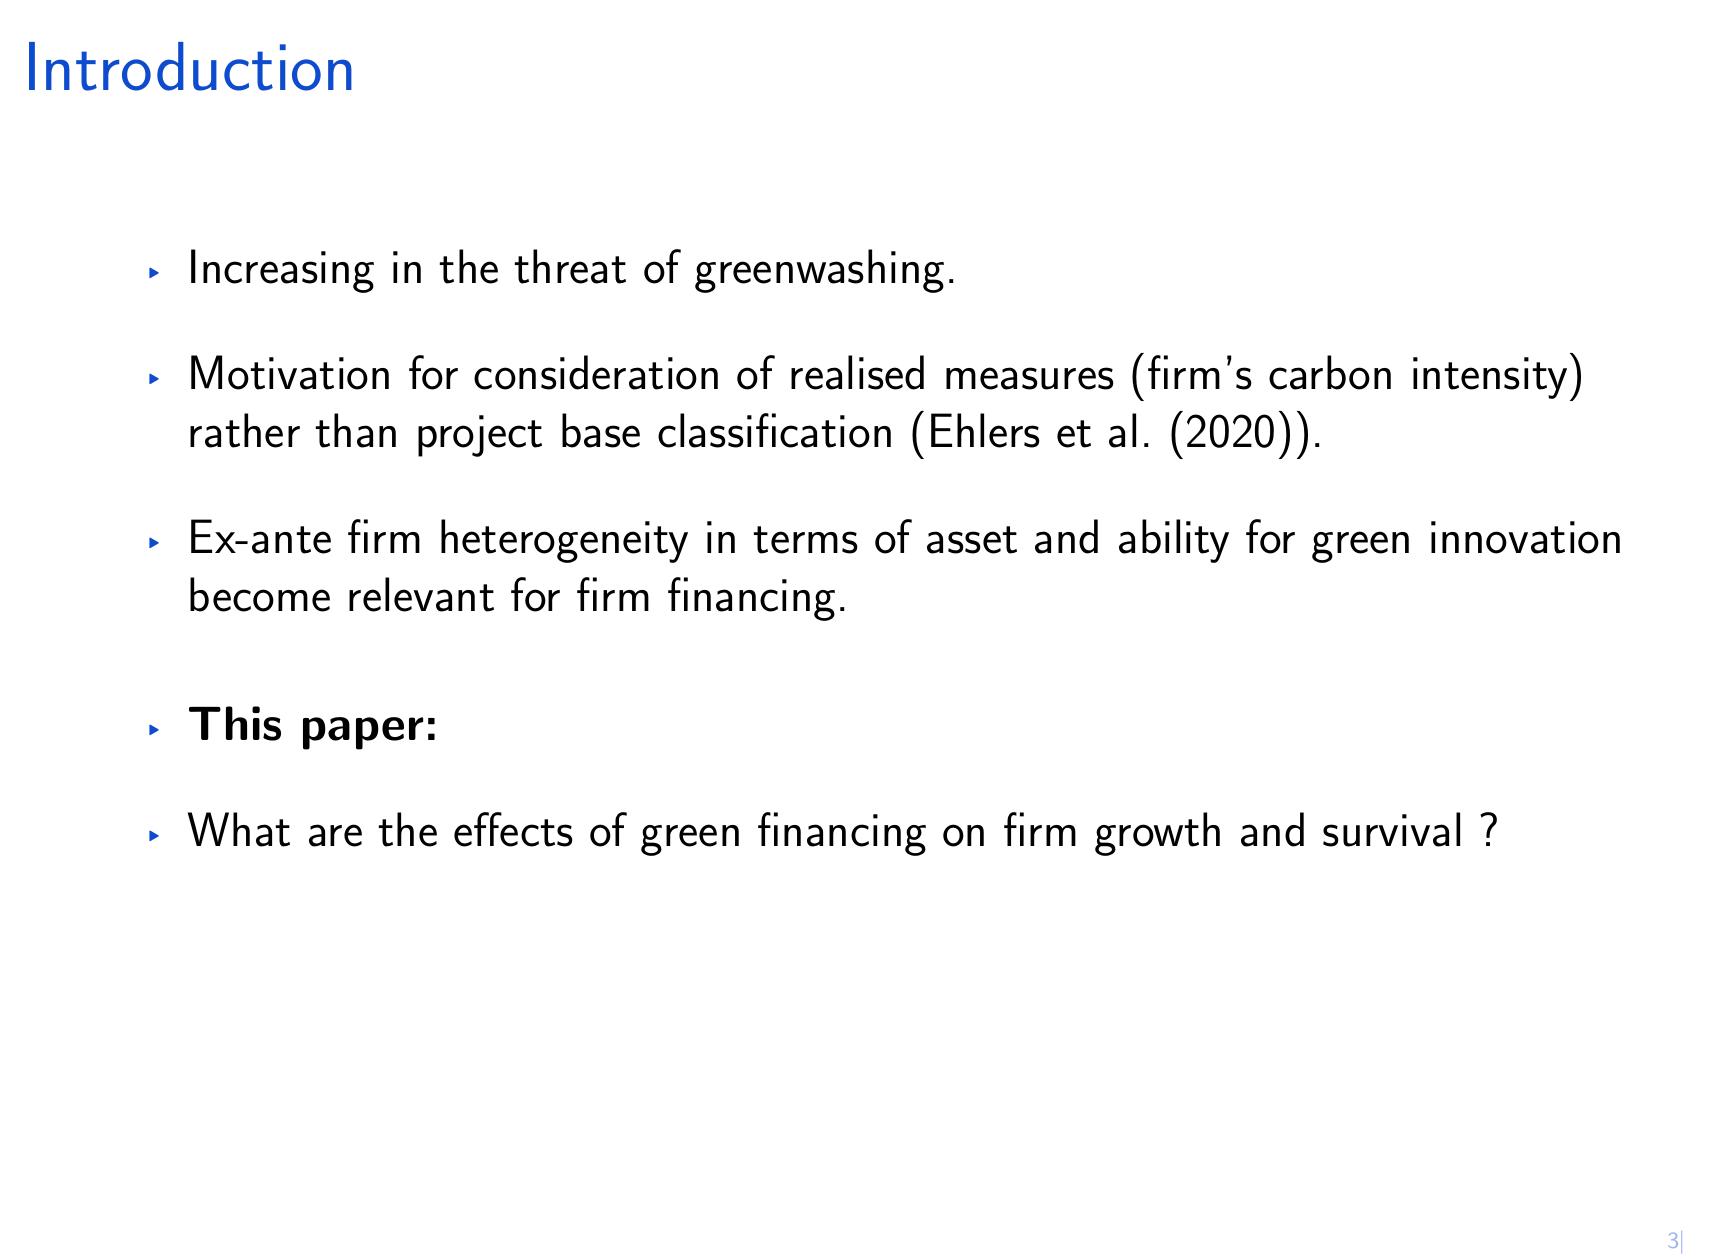 Introduction
▸ Increasing in the threat of greenwashing.
▸ Motivation for consideration of realised measures (firm's carbon intensity)
rather than project base classification (Ehlers et al. (2020)).
▸ Ex-ante firm heterogeneity in terms of asset and ability for green innovation
become relevant for firm financing.
▸ This paper:
▸ What are the effects of green financing on firm growth and survival ?
3|